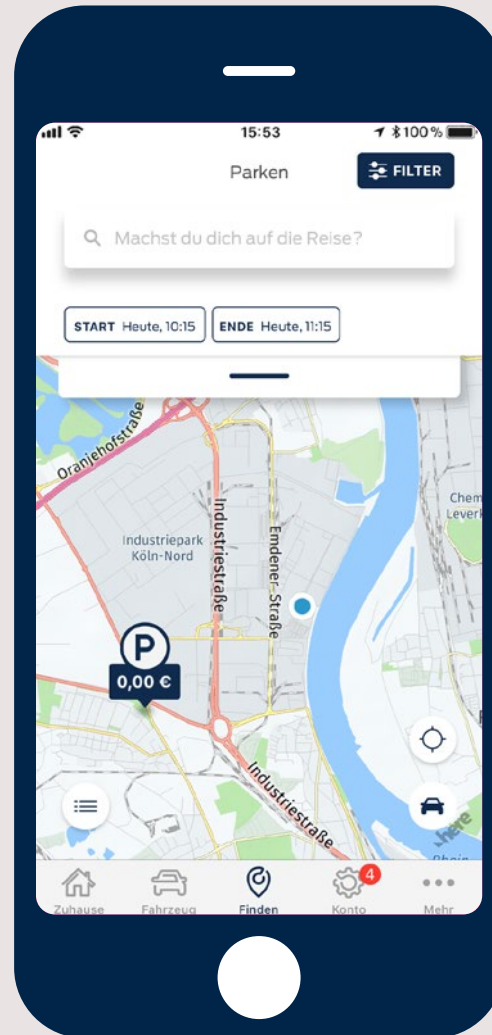 15:53
100 %
Parken
FILTER
Machst du dich auf die Reise?
START Heute, 10:15
ENDE Heute, 11:15
Oranjehofstraße
Chem
Leverk
Industriepark
Köln-Nord
Industriestraße
Emdener Straße
P
0,00 €
Industriestraße
here
Rhein
4
Zuhause
Fahrzeug
Finden
Konto
Mehr